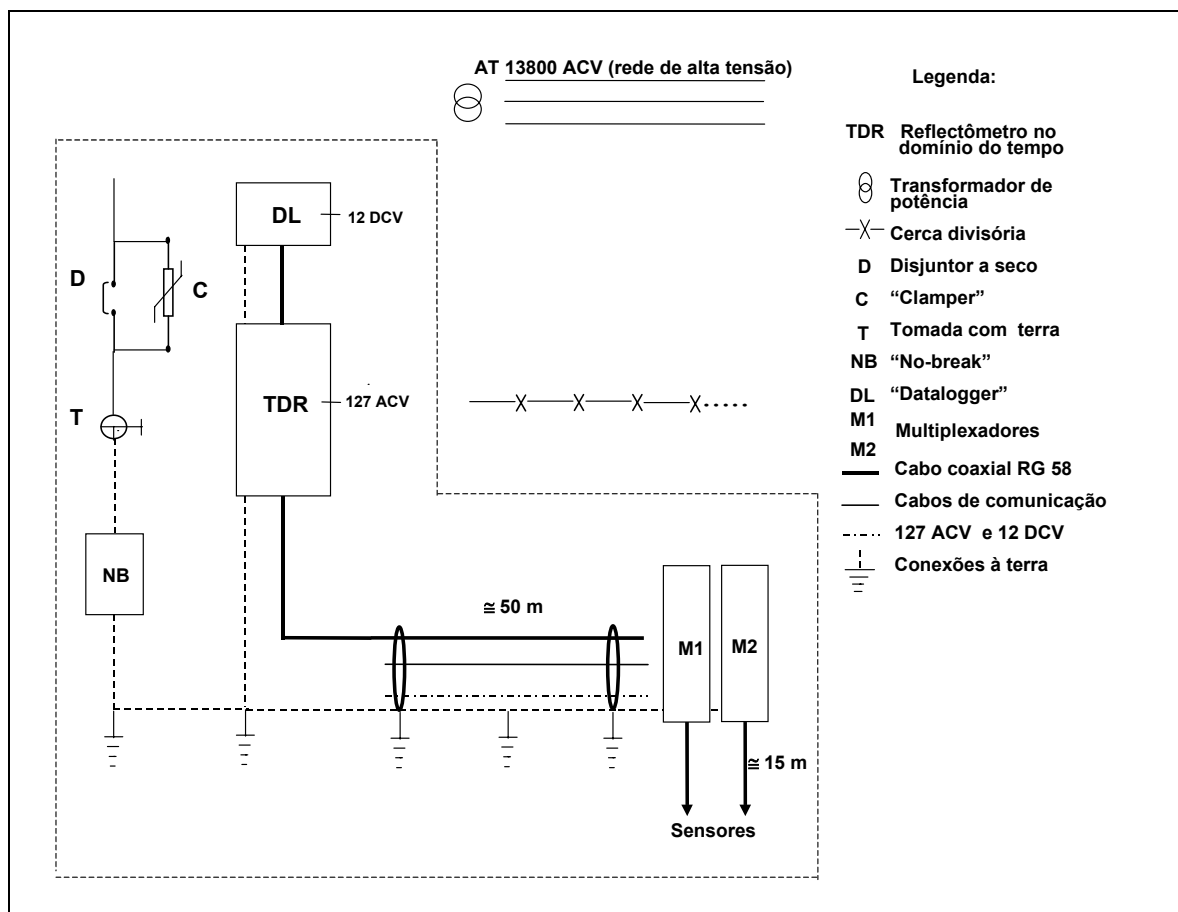 AT 13800 ACV (rede de alta tensão)
DL
12 DCV
D
C
TDR
127 ACV
T
NB
≅ 50 m
M1
M2
≅ 15 m
Sensores
Legenda:
TDR Reflectômetro no
domínio do tempo
Transformador de
potência
Cerca divisória
D Disjuntor a seco
C “Clamper”
T Tomada com terra
NB “No-break”
DL “Datalogger”
M1
Multiplexadores
M2
Cabo coaxial RG 58
Cabos de comunicação
127 ACV e 12 DCV
Conexões à terra